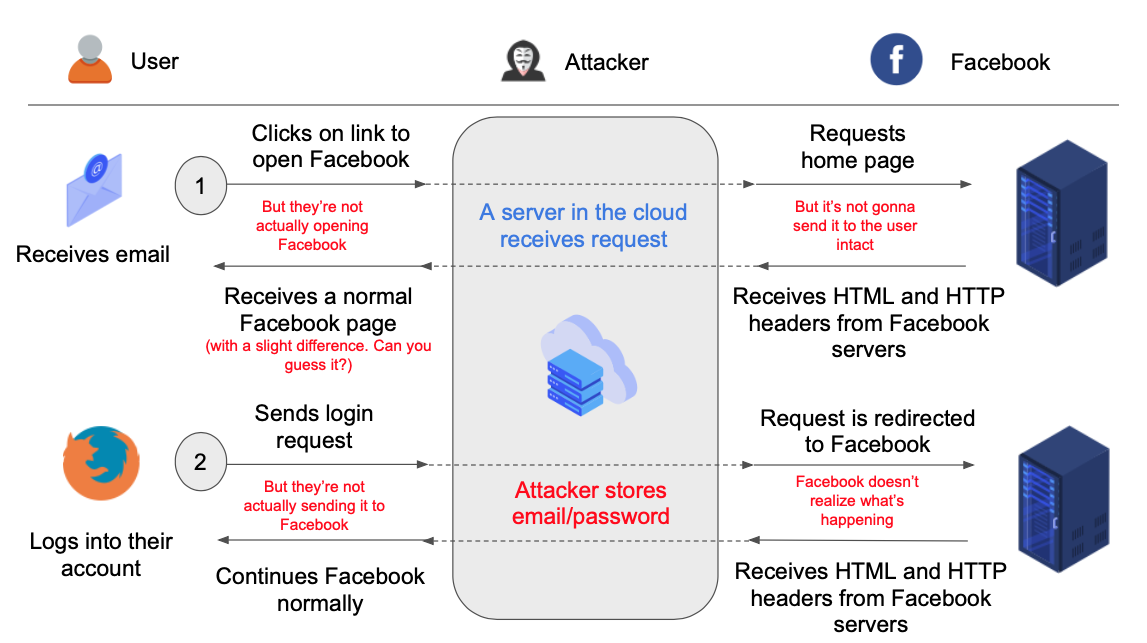 User
Attacker
Facebook
Clicks on link to
open Facebook
Requests
home page
1
But they're not
actually opening
Facebook
A server in the cloud
receives request
But it's not gonna
send it to the user
intact
Receives email
Receives a normal
Facebook page
(with a slight difference. Can you
guess it?)
Receives HTML and HTTP
headers from Facebook
servers
Sends login
request
Request is redirected
to Facebook
2
But they're not
actually sending it to
Facebook
Attacker stores
email/password
Facebook doesn't
realize what's
happening
Logs into their
account
Continues Facebook
normally
Receives HTML and HTTP
headers from Facebook
servers